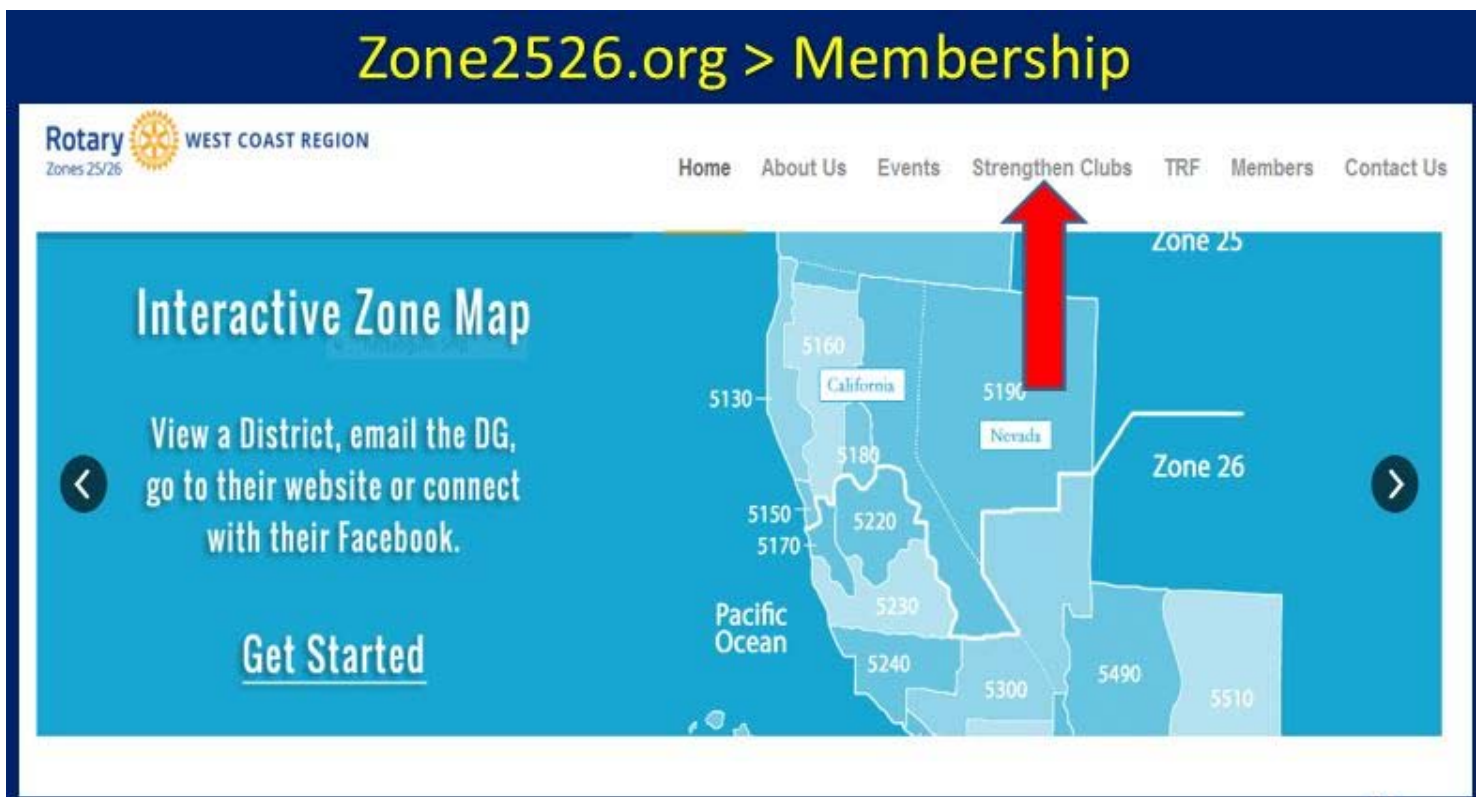 Zone2526.org > Membership
Rotary WEST COAST REGION
Zones 25/26
Home About Us Events Strengthen Clubs TRF Members Contact Us
Interactive Zone Map
View a District, email the DG,
go to their website or connect
with their Facebook.
Get Started
Zone 25
5160
California
5130
5190
Nevada
5180
Zone 26
5150
5220
5170
Pacific
Ocean
5230
5240
5300
5490
5510